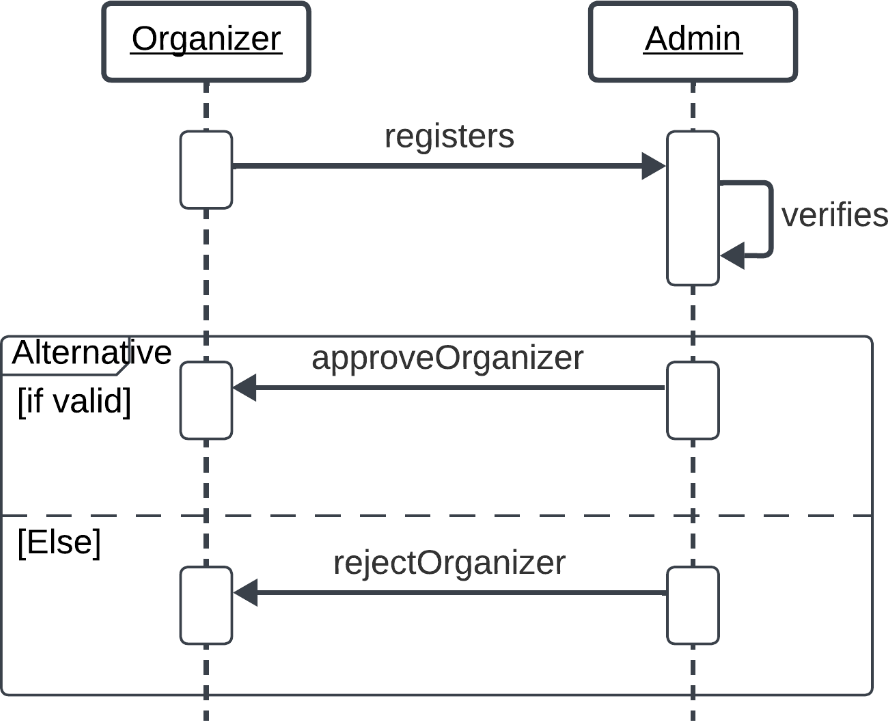 Organizer
Admin
registers
verifies
Alternative
approveOrganizer
[if valid]
[Else]
rejectOrganizer